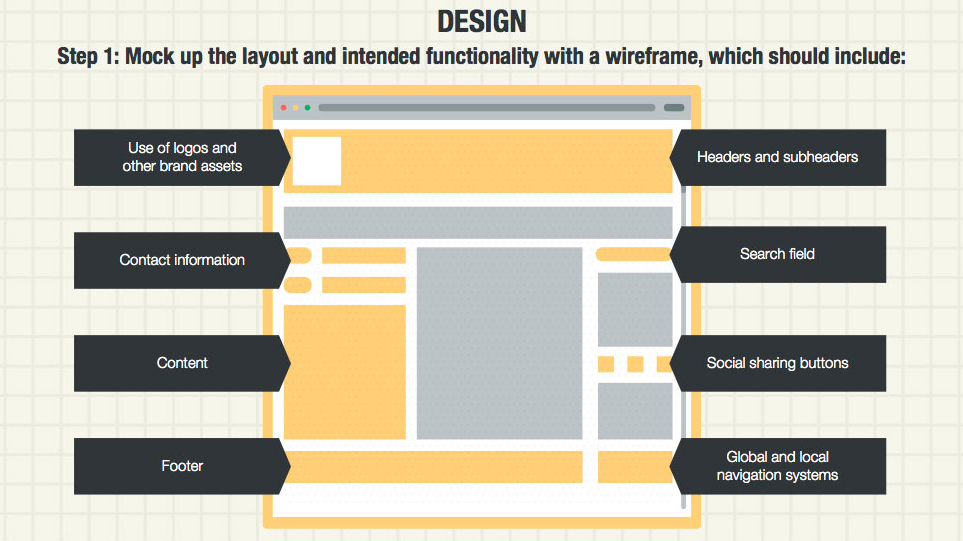 DESIGN
Step 1: Mock up the layout and intended functionality with a wireframe, which should include:
Use of logos and
other brand assets
Headers and subheaders
Contact information
Search field
Content
Social sharing buttons
Footer
Global and local
navigation systems